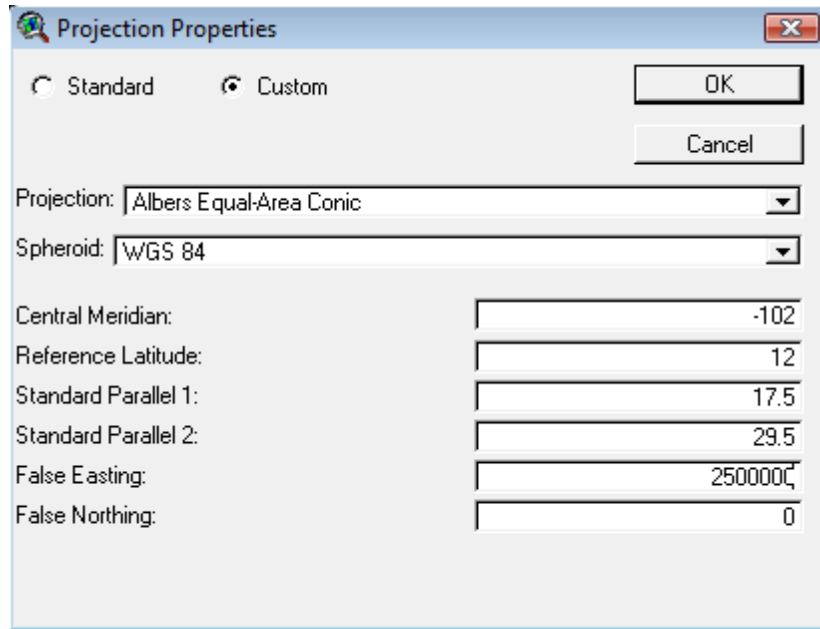 Projection Properties
Standard Custom OK
Cancel
Projection: Albers Equal-Area Conic
Spheroid: WGS 84
Central Meridian: -102
Reference Latitude: 12
Standard Parallel 1: 17.5
Standard Parallel 2: 29.5
False Easting: 2500000
False Northing: 0